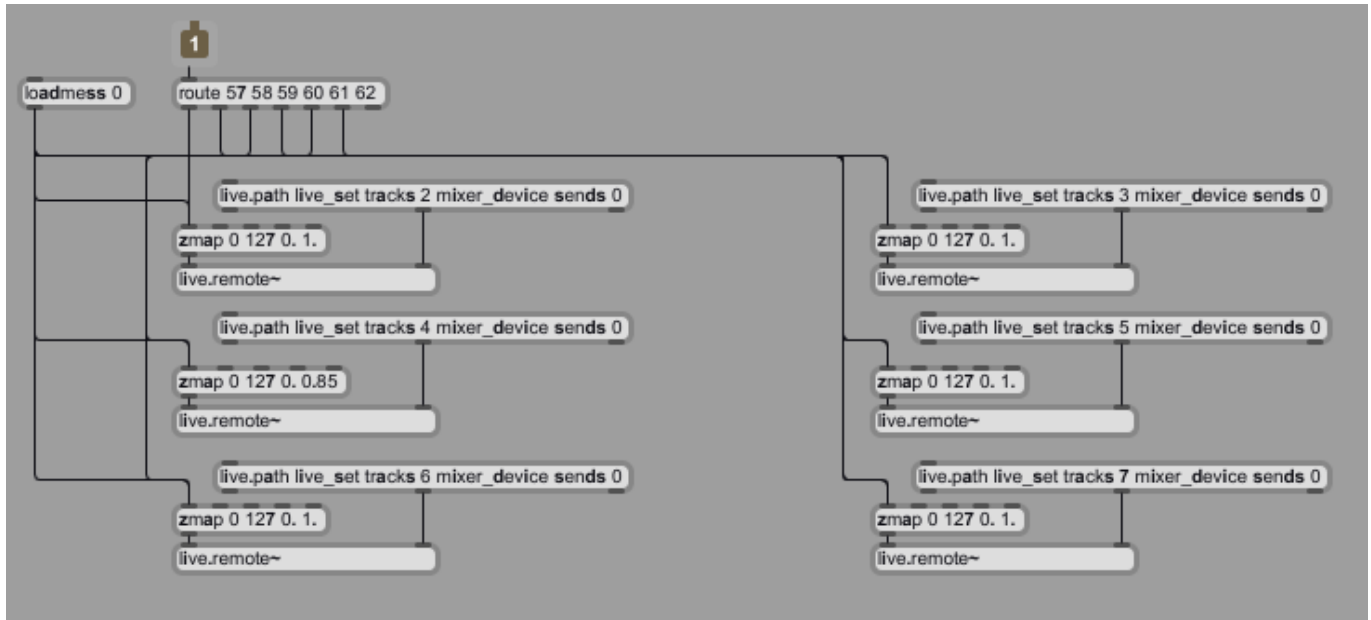 1
loadmess 0
route 57 58 59 60 61 62
live.path live_set tracks 2 mixer_device sends 0
live.path live_set tracks 3 mixer_device sends 0
zmap 0 127 0. 1.
zmap 0 127 0. 1.
live.remote~
live.remote~
live.path live_set tracks 4 mixer_device sends 0
live.path live_set tracks 5 mixer_device sends 0
zmap 0 127 0. 0.85
zmap 0 127 0. 1.
live.remote~
live.remote~
live.path live_set tracks 6 mixer_device sends 0
live.path live_set tracks 7 mixer_device sends 0
zmap 0 127 0. 1.
zmap 0 127 0. 1.
live.remote~
live.remote~